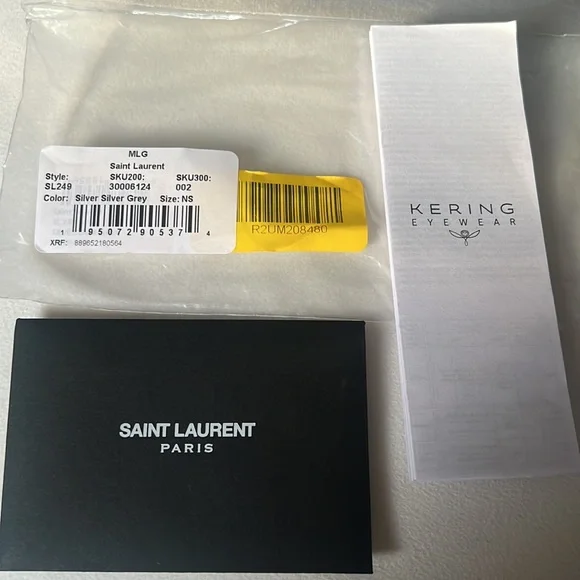 MLG
Saint Laurent
Style: SKU200: SKU300:
SL249 30006124 002
Color: Silver Silver Grey Size: NS
1 95072 90537 4
XRF: 889652180564
R2UM208480
KERING
EYEWEAR
SAINT LAURENT
PARIS